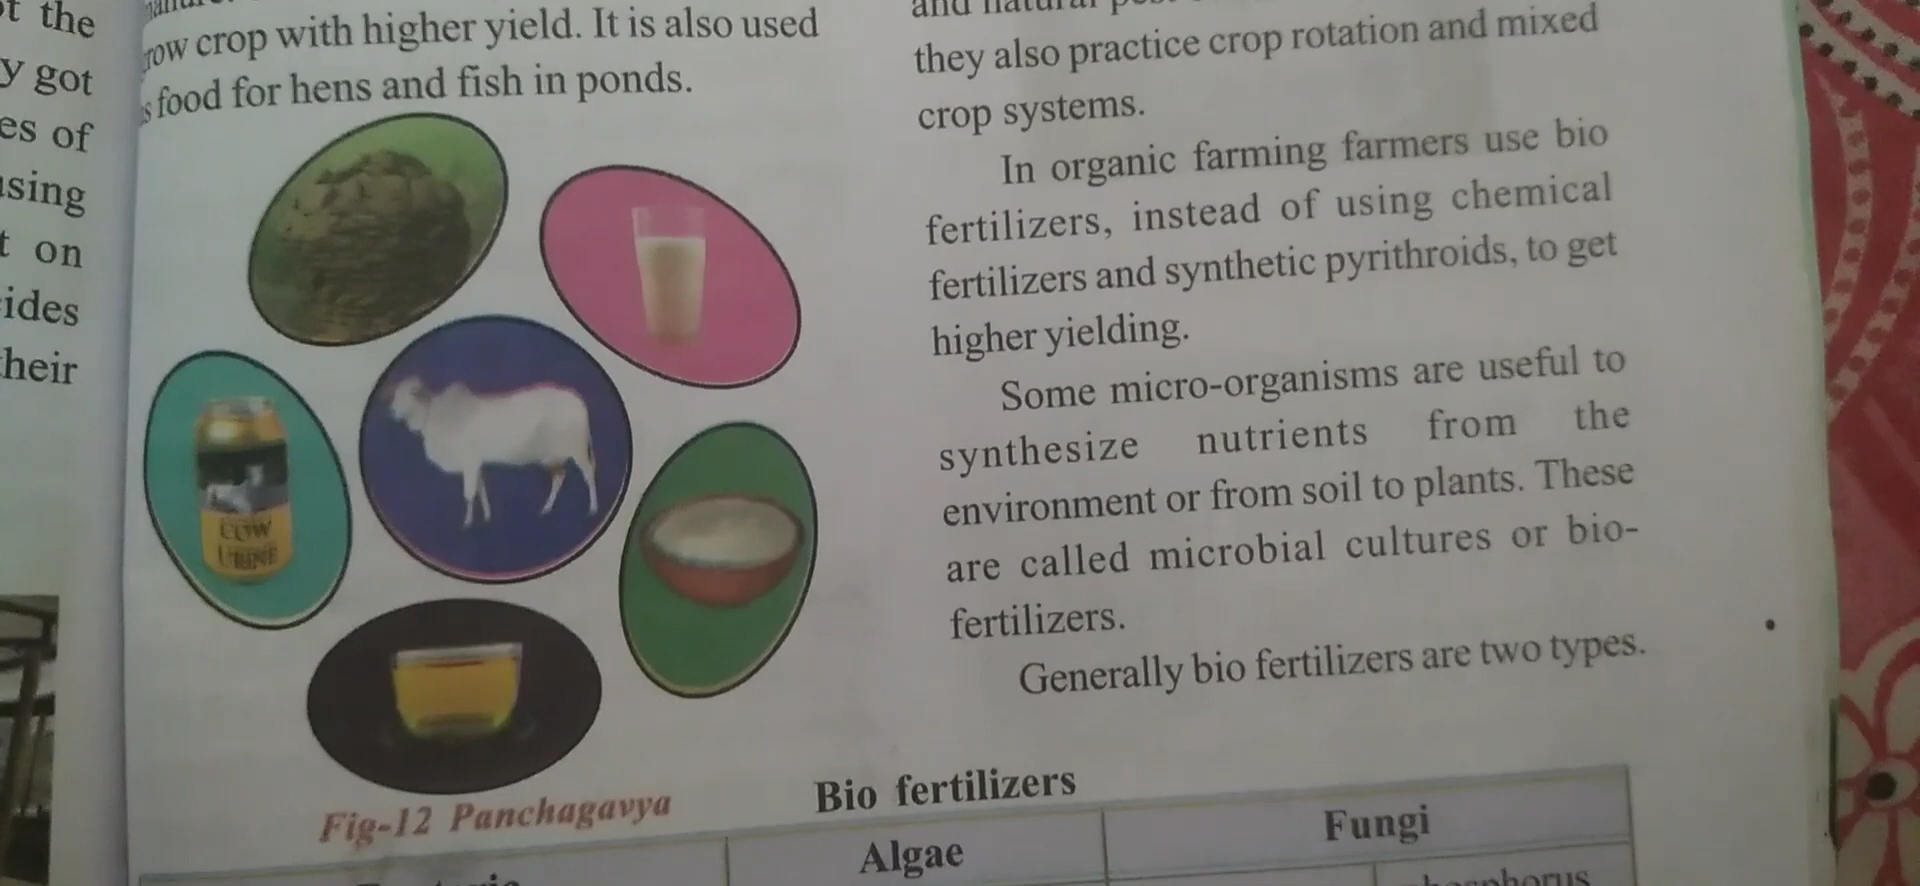 t the
y got
es of
using
t on
ides
heir
row crop with higher yield. It is also used
s food for hens and fish in ponds.
COW
URINE
Fig-12 Panchagavya
they also practice crop rotation and mixed
crop systems.
In organic farming farmers use bio
fertilizers, instead of using chemical
fertilizers and synthetic pyrithroids, to get
higher yielding.
Some micro-organisms are useful to
synthesize nutrients from the
environment or from soil to plants. These
are called microbial cultures or bio-
fertilizers.
Generally bio fertilizers are two types.
Bio fertilizers
Algae
Fungi